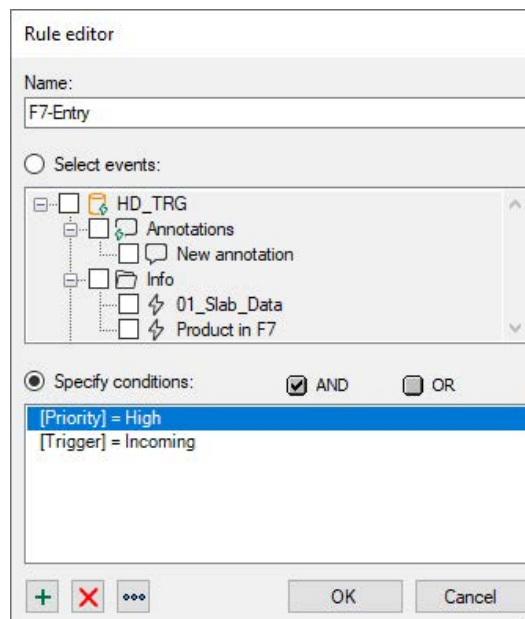 Rule editor
Name:
F7-Entry
Select events:
HD_TRG
Annotations
New annotation
Info
01_Slab_Data
Product in F7
Specify conditions: AND OR
[Priority] = High
[Trigger] = Incoming
OK Cancel